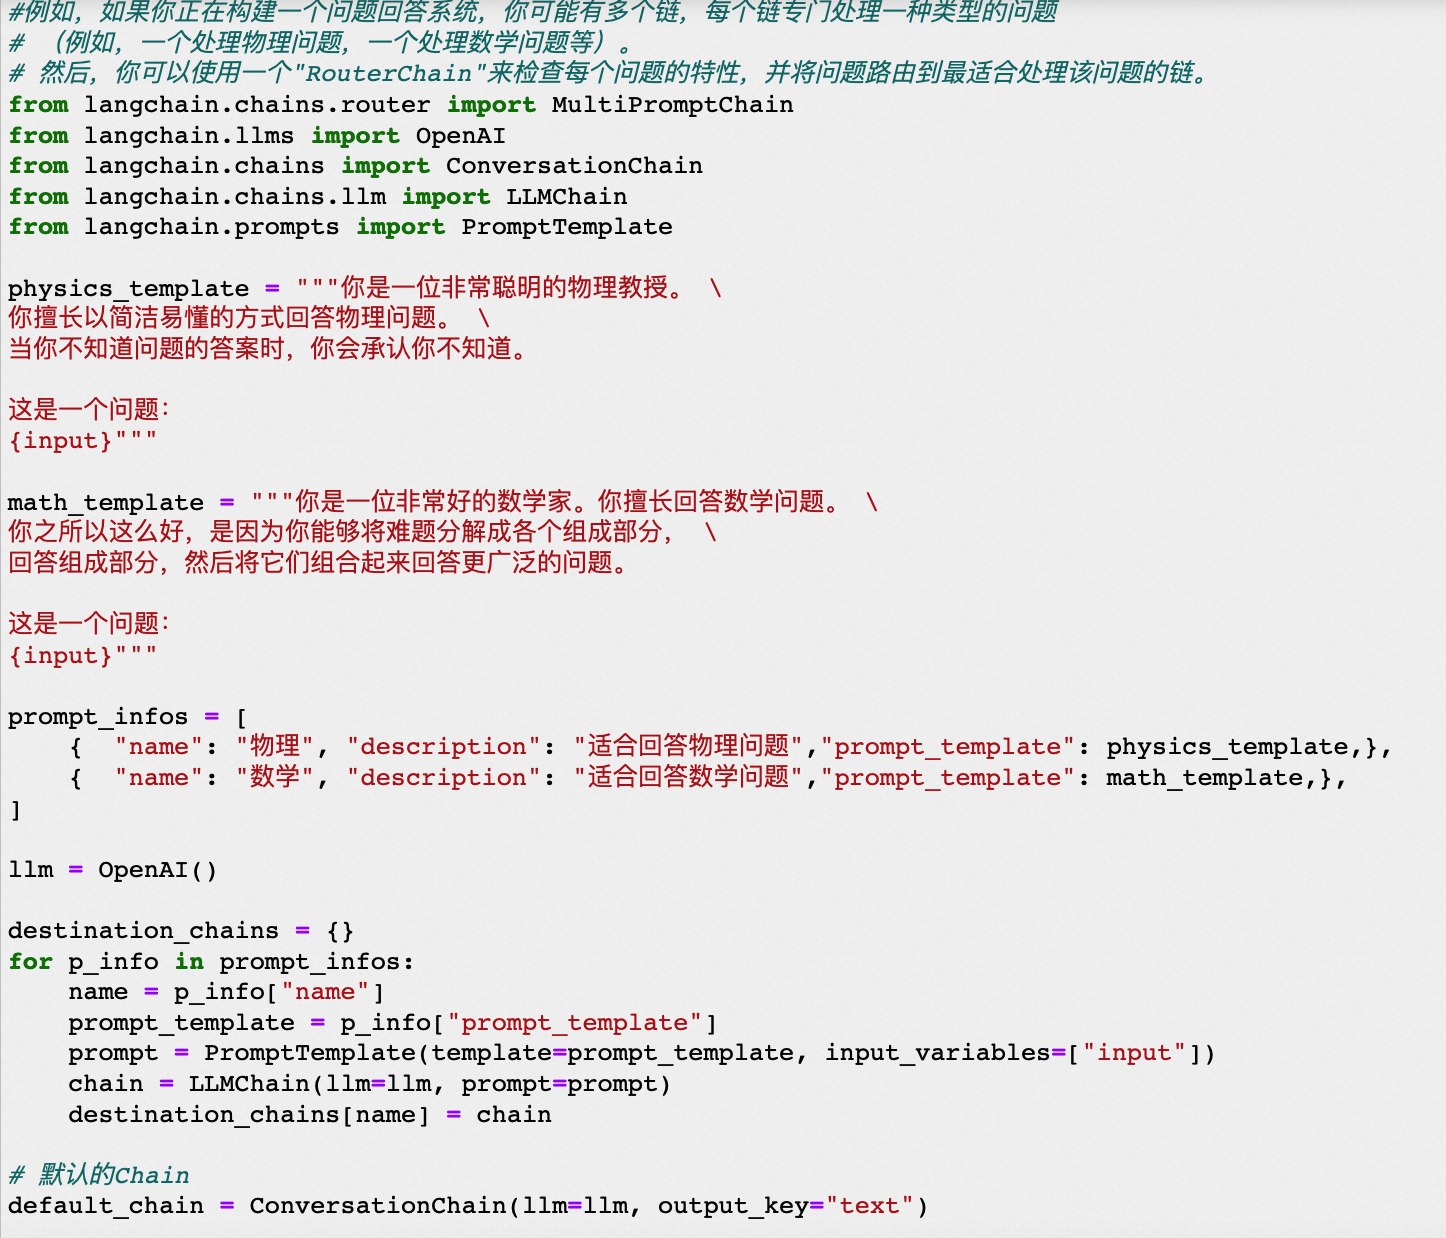 #例如，如果你正在构建一个问题回答系统，你可能有多个链，每个链专门处理一种类型的问题
# （例如，一个处理物理问题，一个处理数学问题等）。
# 然后，你可以使用一个"RouterChain"来检查每个问题的特性，并将问题路由到最适合处理该问题的链。
from langchain.chains.router import MultiPromptChain
from langchain.llms import OpenAI
from langchain.chains import ConversationChain
from langchain.chains.llm import LLMChain
from langchain.prompts import PromptTemplate

physics_template = """你是一位非常聪明的物理教授。 \
你擅长以简洁易懂的方式回答物理问题。 \
当你不知道问题的答案时，你会承认你不知道。

这是一个问题：
{input}"""

math_template = """你是一位非常好的数学家。你擅长回答数学问题。 \
你之所以这么好，是因为你能够将难题分解成各个组成部分， \
回答组成部分，然后将它们组合起来回答更广泛的问题。

这是一个问题：
{input}"""

prompt_infos = [
    {  "name": "物理", "description": "适合回答物理问题","prompt_template": physics_template,},
    {  "name": "数学", "description": "适合回答数学问题","prompt_template": math_template,},
]

llm = OpenAI()

destination_chains = {}
for p_info in prompt_infos:
    name = p_info["name"]
    prompt_template = p_info["prompt_template"]
    prompt = PromptTemplate(template=prompt_template, input_variables=["input"])
    chain = LLMChain(llm=llm, prompt=prompt)
    destination_chains[name] = chain

# 默认的Chain
default_chain = ConversationChain(llm=llm, output_key="text")